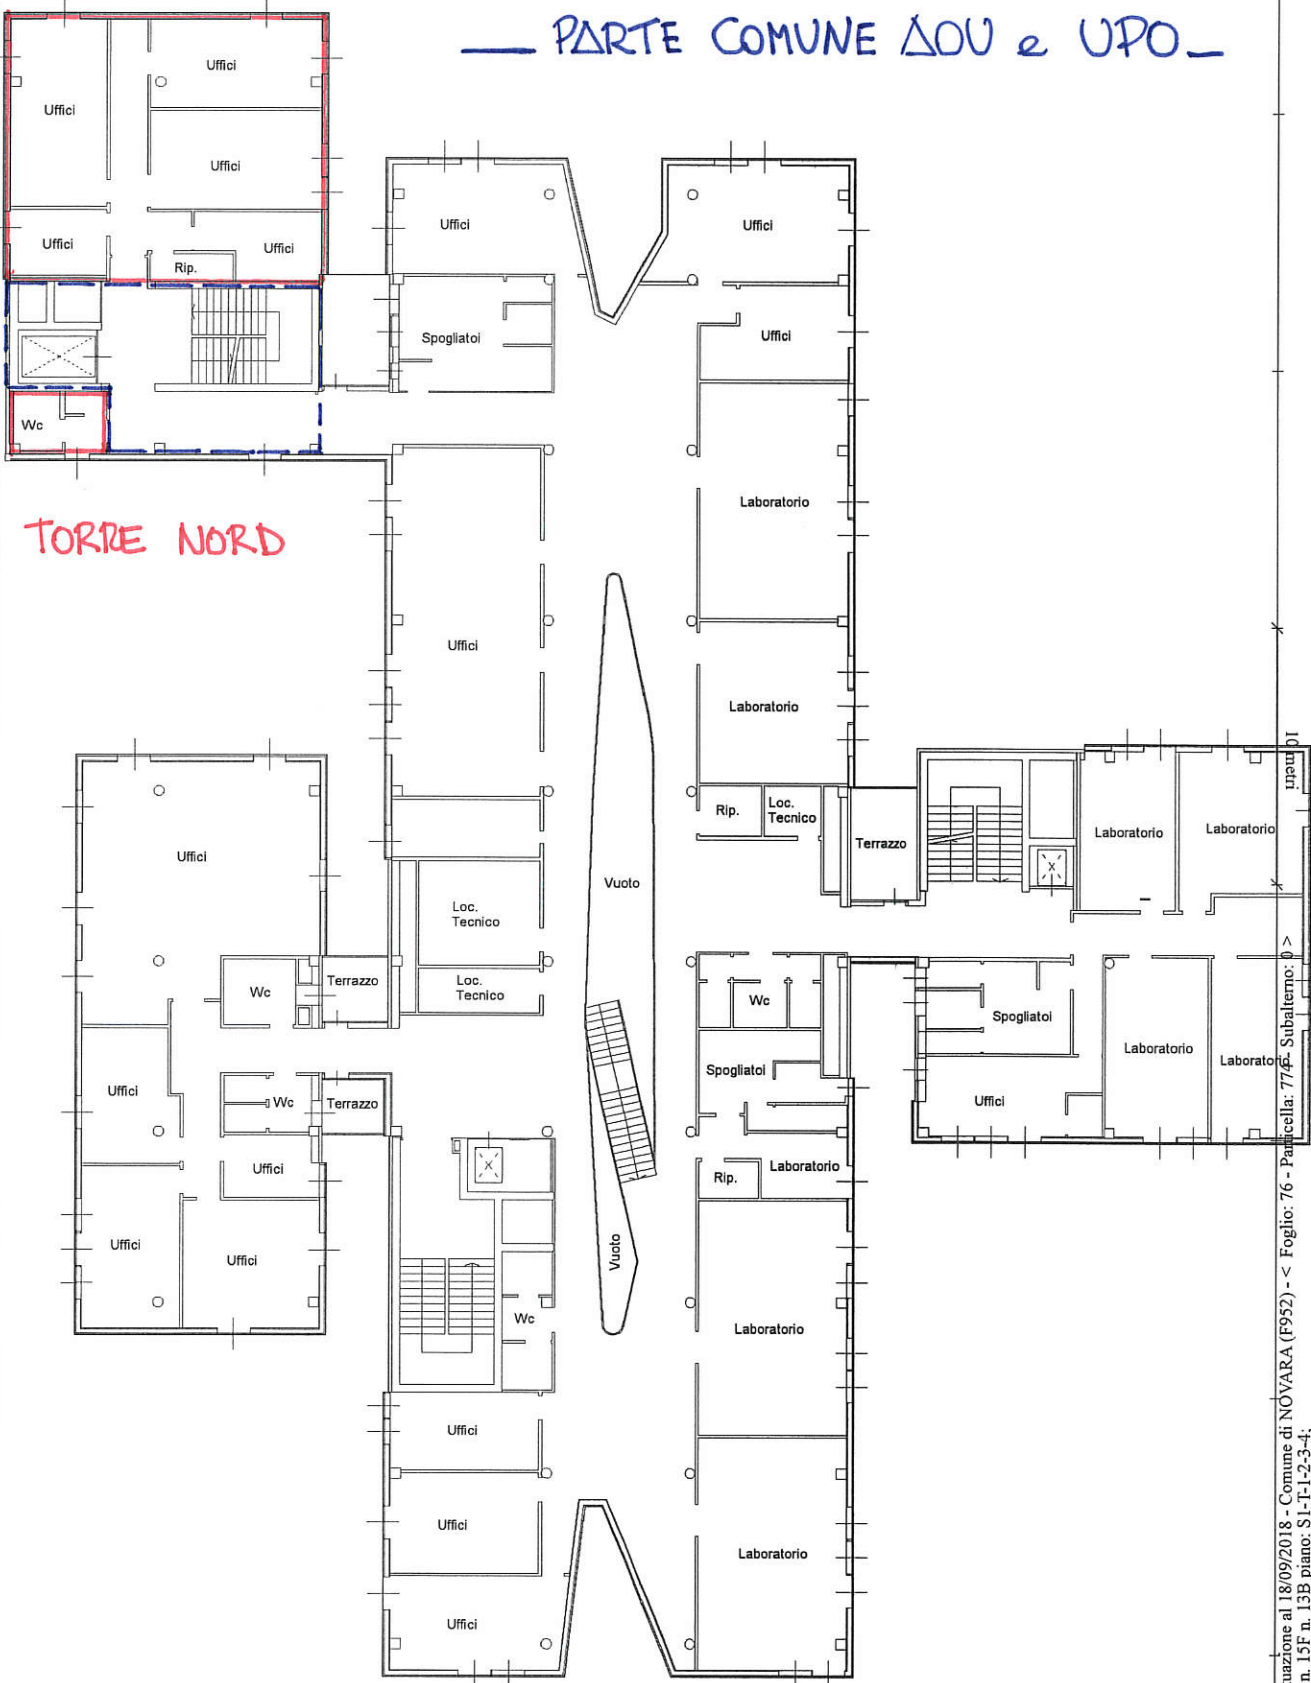 — PARTE COMUNE AOU e UPO —
Uffici
Uffici
Uffici
Uffici
Uffici
Rip.
Uffici
Uffici
Spogliatoi
Uffici
Wc
TORRE NORD
Laboratorio
Uffici
Laboratorio
Rip.
Loc.
Tecnico
Terrazzo
Laboratorio
Laboratorio
10 metri
Uffici
Vuoto
Loc.
Tecnico
Loc.
Tecnico
Wc
Terrazzo
Wc
Spogliatoi
Laboratorio
Laboratorio
Uffici
Spogliatoi
Uffici
Wc
Terrazzo
Uffici
Rip.
Laboratorio
Uffici
Uffici
Vuoto
Wc
Laboratorio
Uffici
Uffici
Laboratorio
Uffici
tuazione al 18/09/2018 - Comune di NOVARA (F952) - < Foglio: 76 - Particella: 774 - Subalterno: 0 >
n. 15F n. 13B piano: S1-T-1-2-3-4;